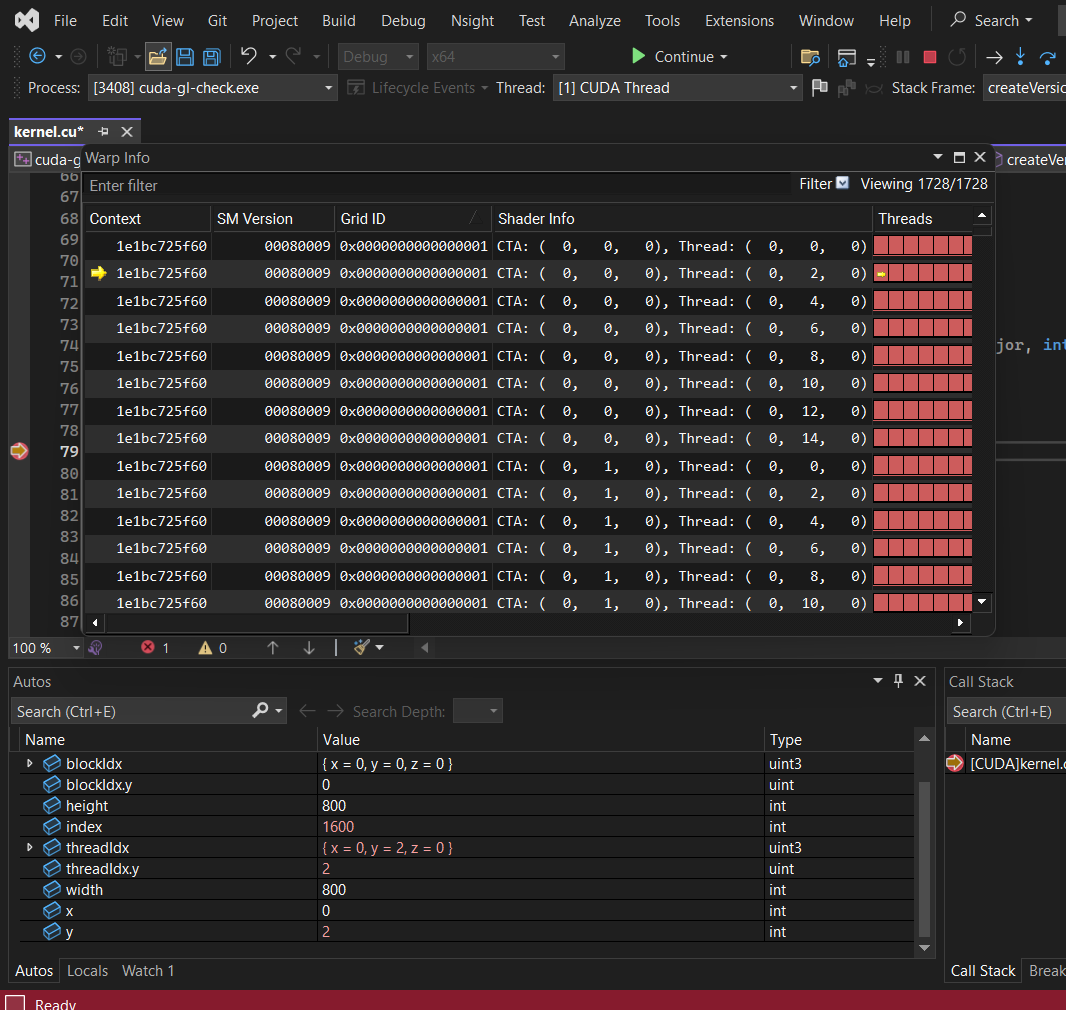 File Edit View Git Project Build Debug Nsight Test Analyze Tools Extensions Window Help Search
Debug x64 Continue
Process: [3408] cuda-gl-check.exe Lifecycle Events Thread: [1] CUDA Thread Stack Frame: createVersio
kernel.cu*
cuda-g Warp Info createVer
Enter filter Filter Viewing 1728/1728
Context SM Version Grid ID Shader Info Threads
1e1bc725f60 00080009 0x0000000000000001 CTA: ( 0, 0, 0), Thread: ( 0, 0, 0)
1e1bc725f60 00080009 0x0000000000000001 CTA: ( 0, 0, 0), Thread: ( 0, 2, 0)
1e1bc725f60 00080009 0x0000000000000001 CTA: ( 0, 0, 0), Thread: ( 0, 4, 0)
1e1bc725f60 00080009 0x0000000000000001 CTA: ( 0, 0, 0), Thread: ( 0, 6, 0)
1e1bc725f60 00080009 0x0000000000000001 CTA: ( 0, 0, 0), Thread: ( 0, 8, 0)
1e1bc725f60 00080009 0x0000000000000001 CTA: ( 0, 0, 0), Thread: ( 0, 10, 0)
1e1bc725f60 00080009 0x0000000000000001 CTA: ( 0, 0, 0), Thread: ( 0, 12, 0)
1e1bc725f60 00080009 0x0000000000000001 CTA: ( 0, 0, 0), Thread: ( 0, 14, 0)
1e1bc725f60 00080009 0x0000000000000001 CTA: ( 0, 1, 0), Thread: ( 0, 0, 0)
1e1bc725f60 00080009 0x0000000000000001 CTA: ( 0, 1, 0), Thread: ( 0, 2, 0)
1e1bc725f60 00080009 0x0000000000000001 CTA: ( 0, 1, 0), Thread: ( 0, 4, 0)
1e1bc725f60 00080009 0x0000000000000001 CTA: ( 0, 1, 0), Thread: ( 0, 6, 0)
1e1bc725f60 00080009 0x0000000000000001 CTA: ( 0, 1, 0), Thread: ( 0, 8, 0)
1e1bc725f60 00080009 0x0000000000000001 CTA: ( 0, 1, 0), Thread: ( 0, 10, 0)
66
67
68
69
70
71
72
73
74 jor, int
75
76
77
78
79
80
81
82
83
84
85
86
87
100 % 1 0
Autos
Search (Ctrl+E) Search Depth:
Name Value Type
blockIdx { x = 0, y = 0, z = 0 } uint3
blockIdx.y 0 uint
height 800 int
index 1600 int
threadIdx { x = 0, y = 2, z = 0 } uint3
threadIdx.y 2 uint
width 800 int
x 0 int
y 2 int
Autos Locals Watch 1
Call Stack
Search (Ctrl+E)
Name
[CUDA]kernel.c
Call Stack Break
Ready